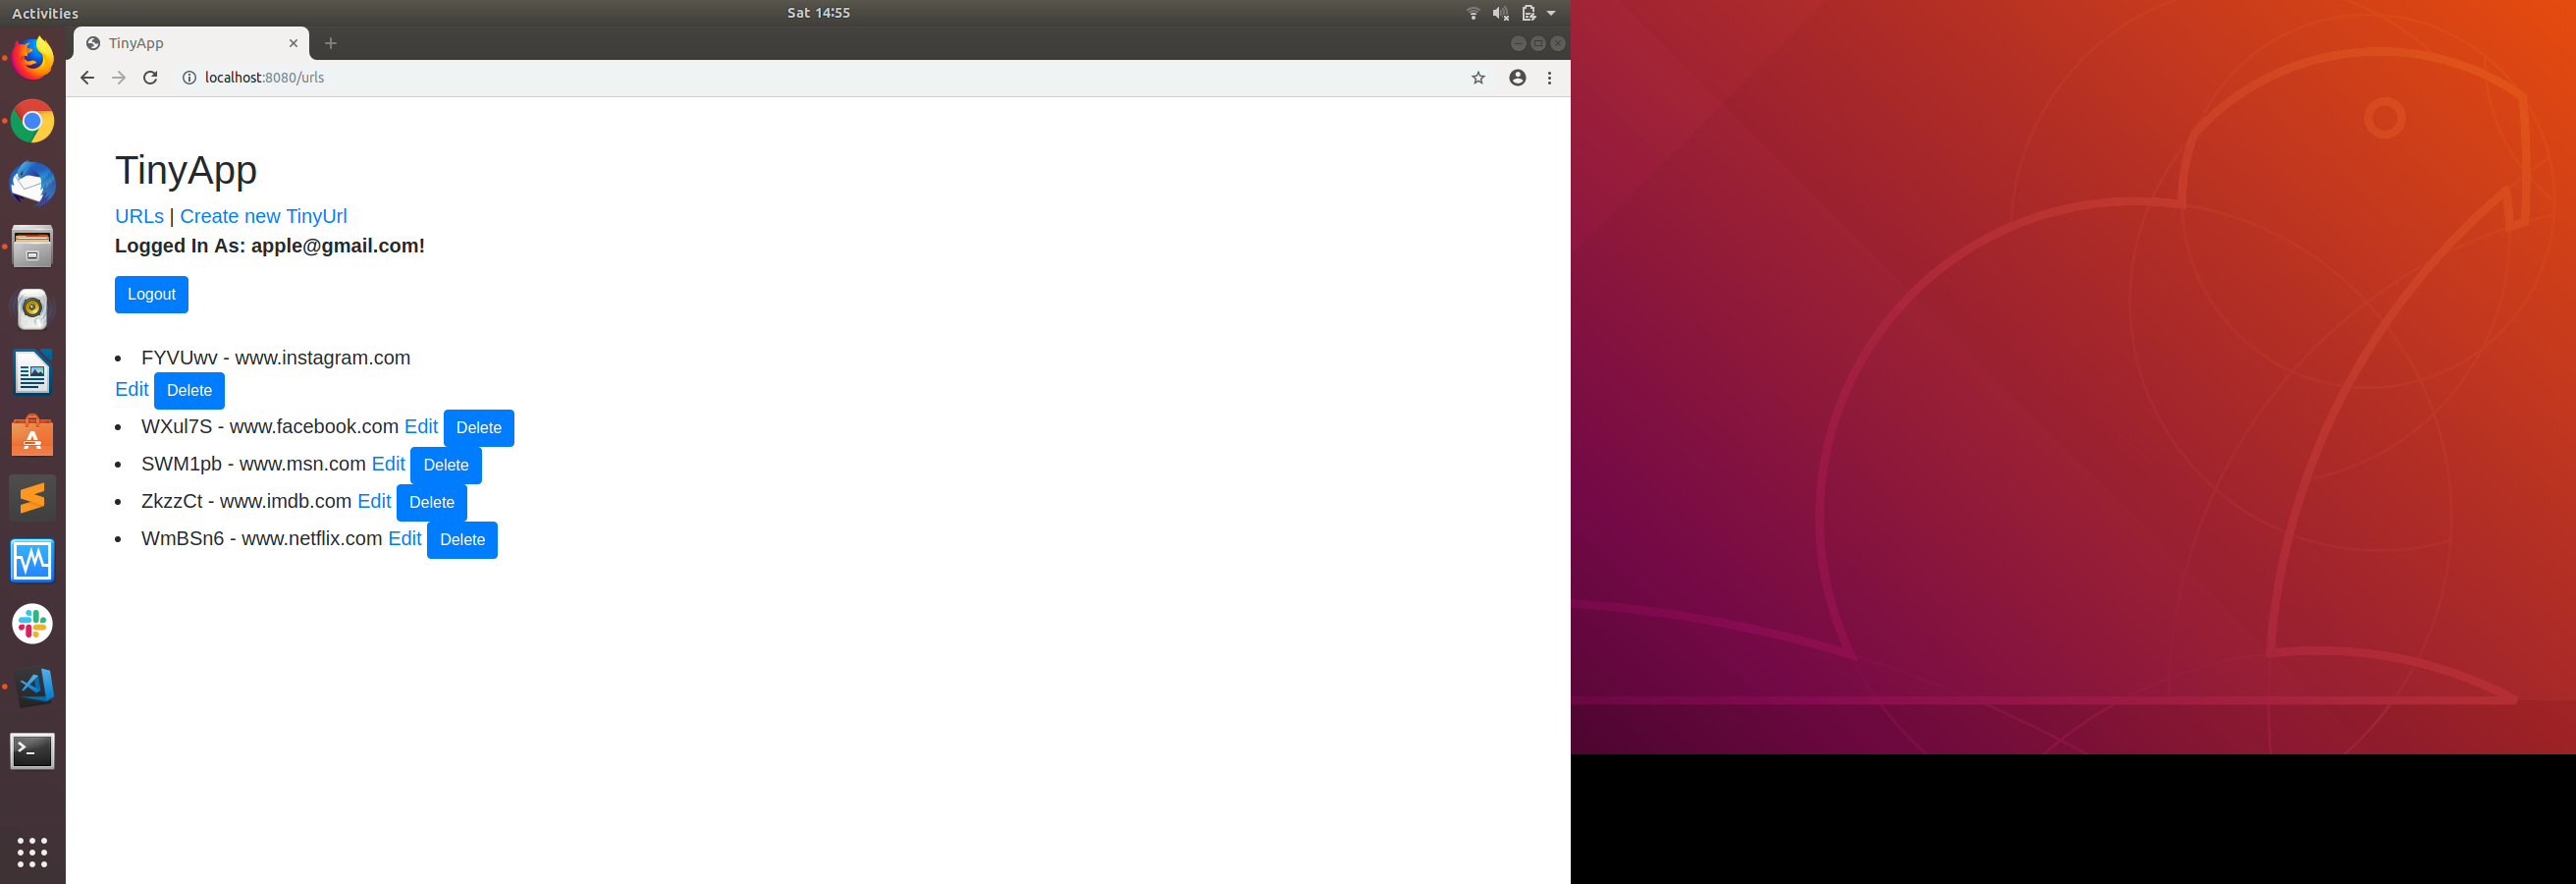 Activities
Sat 14:55
TinyApp
localhost:8080/urls
TinyApp
URLs | Create new TinyUrl
Logged In As: apple@gmail.com!
Logout
FYVUwv - www.instagram.com
Edit Delete
WXul7S - www.facebook.com Edit Delete
SWM1pb - www.msn.com Edit Delete
ZkzzCt - www.imdb.com Edit Delete
WmBSn6 - www.netflix.com Edit Delete